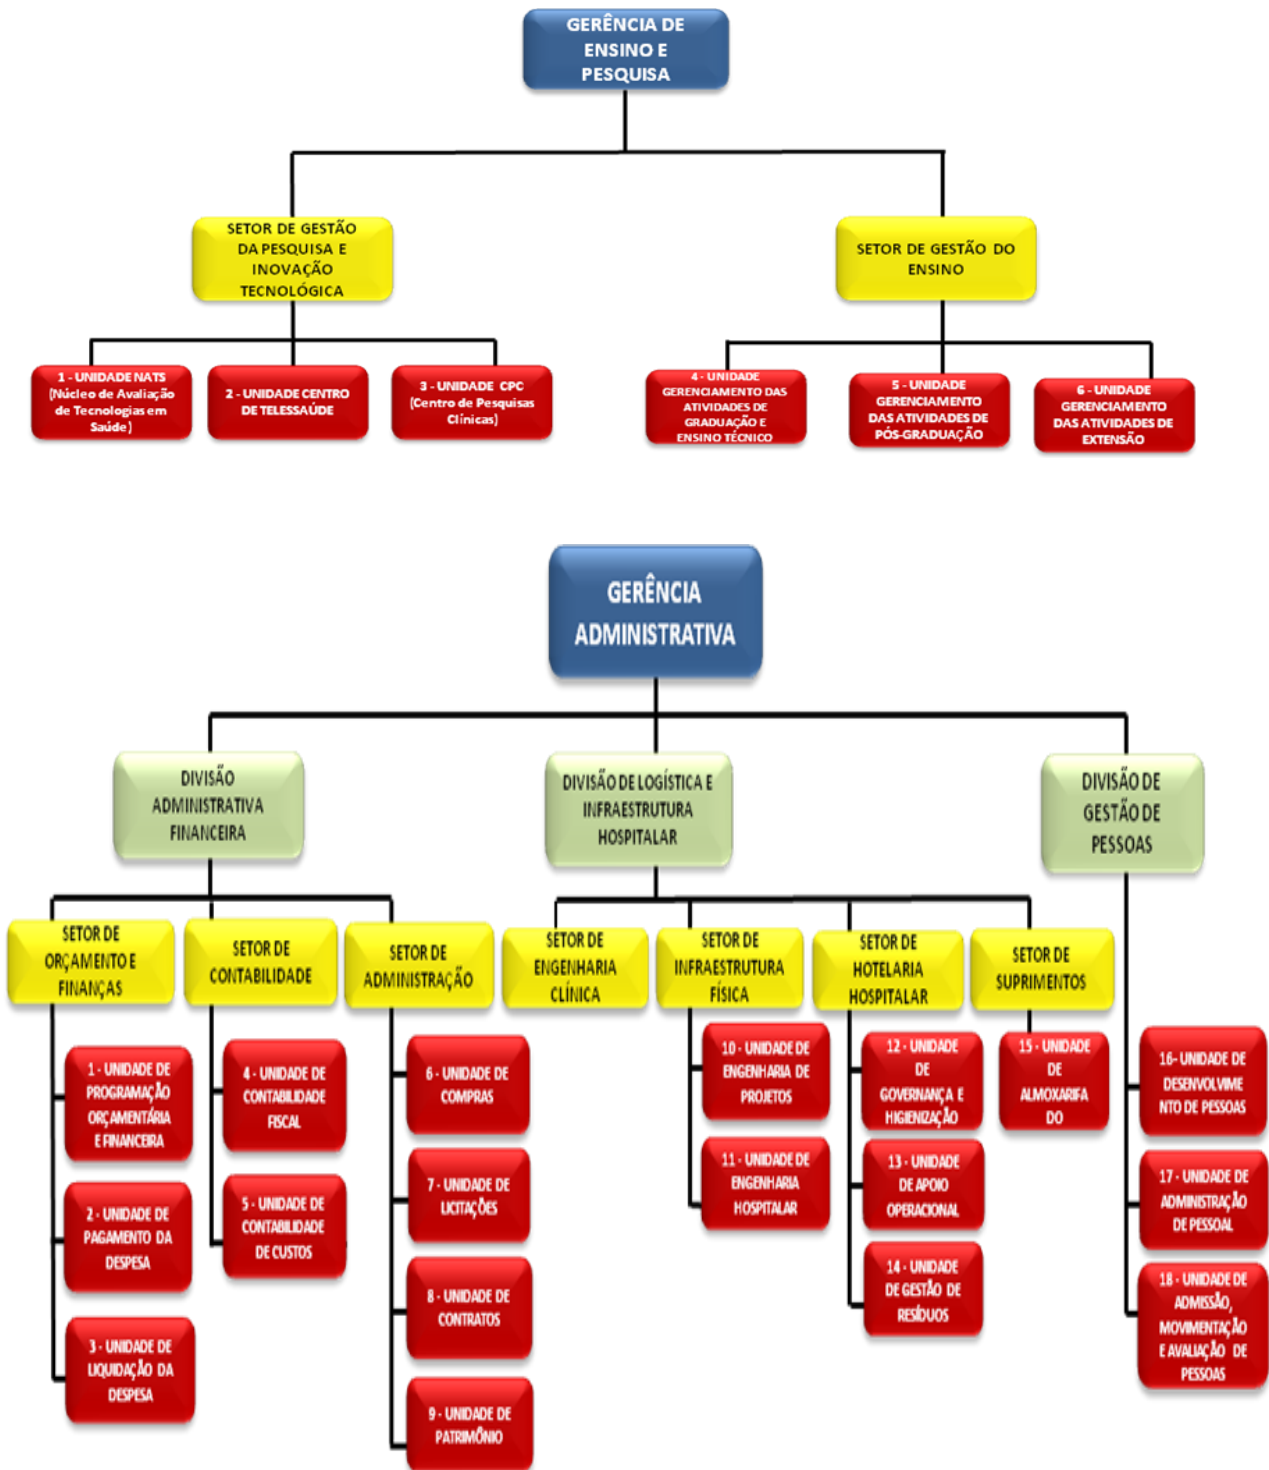 GERÊNCIA DE
ENSINO E
PESQUISA
SETOR DE GESTÃO
DA PESQUISA E
INOVAÇÃO
TECNOLÓGICA
SETOR DE GESTÃO DO
ENSINO
1 - UNIDADE NATS
(Núcleo de Avaliação
de Tecnologias em
Saúde)
2 - UNIDADE CENTRO
DE TELESSAÚDE
3 - UNIDADE CPC
(Centro de Pesquisas
Clínicas)
4 - UNIDADE
GERENCIAMENTO DAS
ATIVIDADES DE
GRADUAÇÃO E
ENSINO TÉCNICO
5 - UNIDADE
GERENCIAMENTO
DAS ATIVIDADES DE
PÓS-GRADUAÇÃO
6 - UNIDADE
GERENCIAMENTO
DAS ATIVIDADES DE
EXTENSÃO
GERÊNCIA
ADMINISTRATIVA
DIVISÃO
ADMINISTRATIVA
FINANCEIRA
DIVISÃO DE LOGÍSTICA E
INFRAESTRUTURA
HOSPITALAR
DIVISÃO DE
GESTÃO DE
PESSOAS
SETOR DE
ORÇAMENTO E
FINANÇAS
SETOR DE
CONTABILIDADE
SETOR DE
ADMINISTRAÇÃO
SETOR DE
ENGENHARIA
CLÍNICA
SETOR DE
INFRAESTRUTURA
FÍSICA
SETOR DE
HOTELARIA
HOSPITALAR
SETOR DE
SUPRIMENTOS
1 - UNIDADE DE
PROGRAMAÇÃO
ORÇAMENTÁRIA
E FINANCEIRA
2 - UNIDADE DE
PAGAMENTO DA
DESPESA
3 - UNIDADE DE
LIQUIDAÇÃO DA
DESPESA
4 - UNIDADE DE
CONTABILIDADE
FISCAL
5 - UNIDADE DE
CONTABILIDADE
DE CUSTOS
6 - UNIDADE DE
COMPRAS
7 - UNIDADE DE
LICITAÇÕES
8 - UNIDADE DE
CONTRATOS
9 - UNIDADE DE
PATRIMÔNIO
10 - UNIDADE DE
ENGENHARIA DE
PROJETOS
11 - UNIDADE DE
ENGENHARIA
HOSPITALAR
12 - UNIDADE
DE
GOVERNANÇA E
HIGIENIZAÇÃO
13 - UNIDADE
DE APOIO
OPERACIONAL
14 - UNIDADE
DE GESTÃO DE
RESÍDUOS
15 - UNIDADE
DE
ALMOXARIFA
DO
16- UNIDADE DE
DESENVOLVIME
NTO DE PESSOAS
17 - UNIDADE DE
ADMINISTRAÇÃO
DE PESSOAL
18 - UNIDADE DE
ADMISSÃO,
MOVIMENTAÇÃO
E AVALIAÇÃO DE
PESSOAS